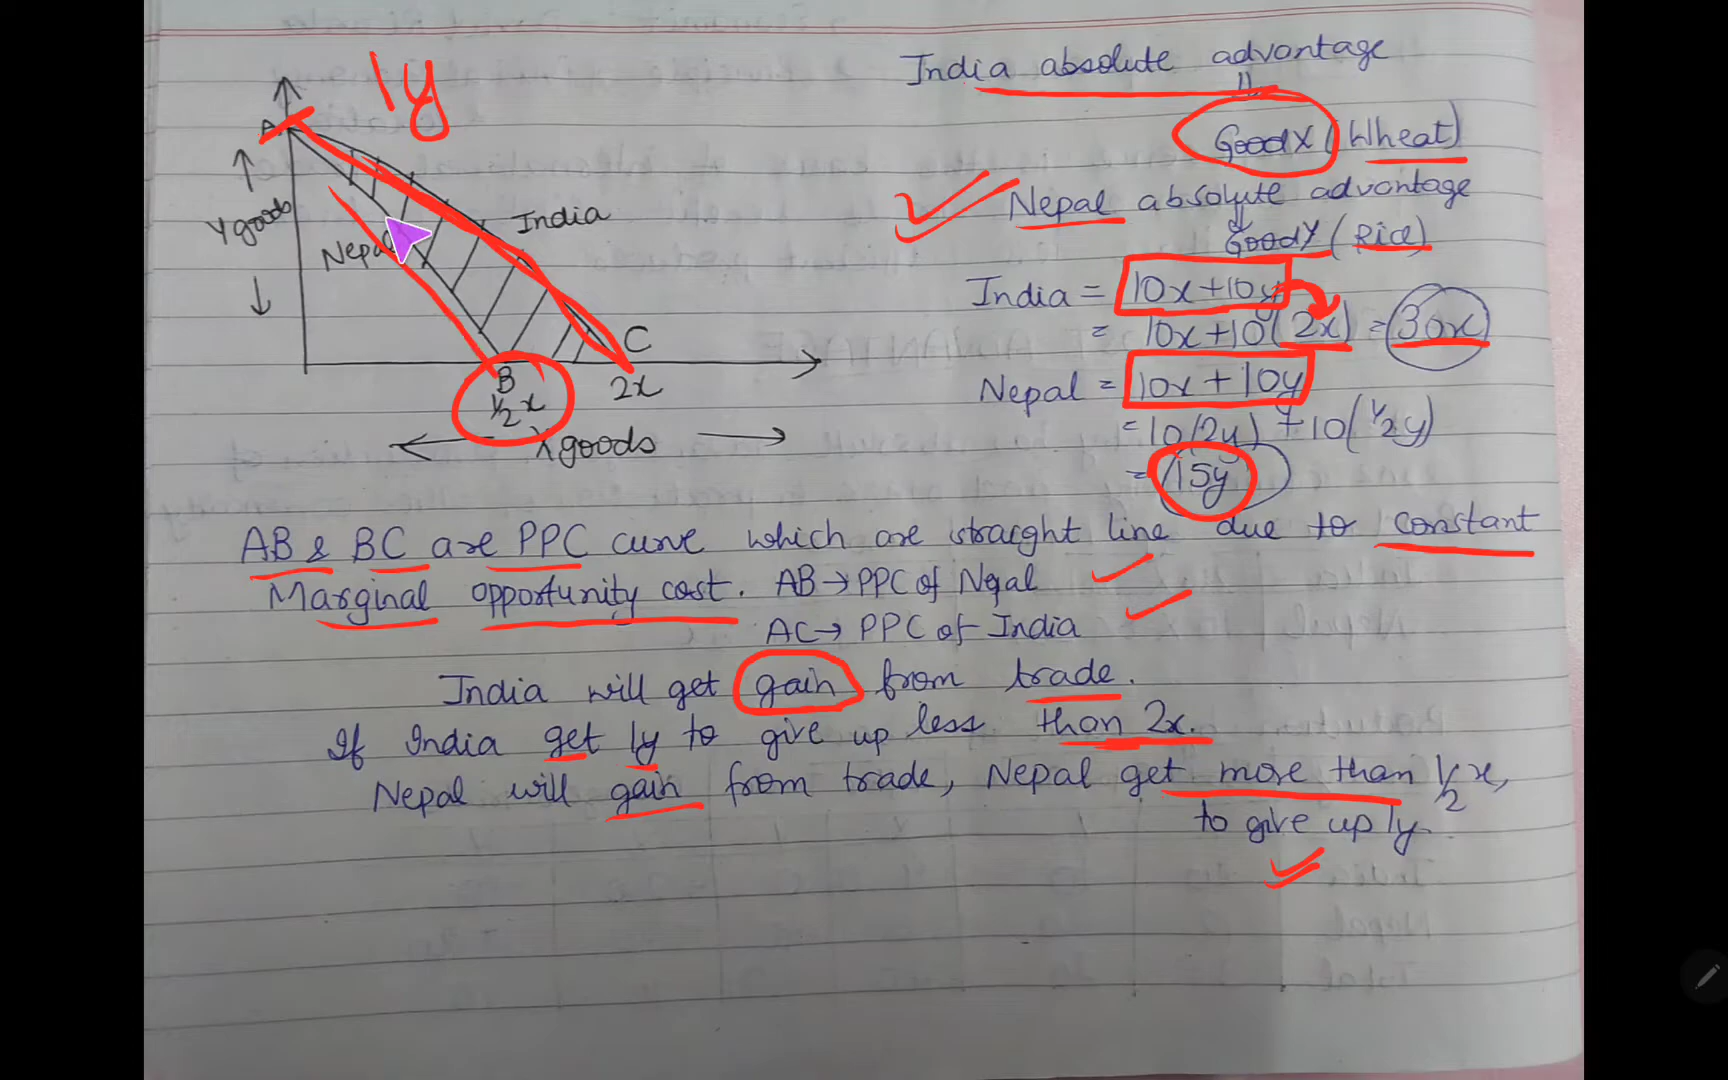 India absolute advantage
Good X (Wheat)
Nepal absolute advantage
Good Y (Rice)
India = 10x+10y
= 10x+10(2x) = 30x
Nepal = 10x + 10y
= 10(2y) + 10(1/2y)
= 15y
1y
A
Y goods
India
Nepal
C
B
1/2 x
2x
X goods
AB & BC are PPC curve which are straight line due to constant
Marginal opportunity cost. AB → PPC of Nepal
AC → PPC of India
India will get gain from trade.
If India get 1y to give up less than 2x.
Nepal will gain from trade, Nepal get more than 1/2 x,
to give up 1y.